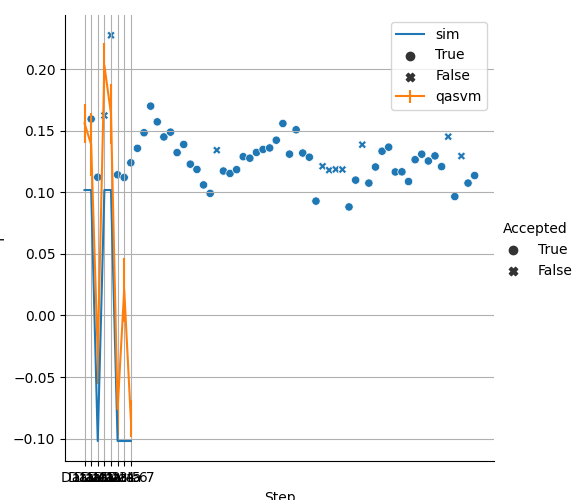 sim
True
False
qasvm
0.20
0.15
0.10
0.05
0.00
−0.05
−0.10
Accepted
True
False
Step